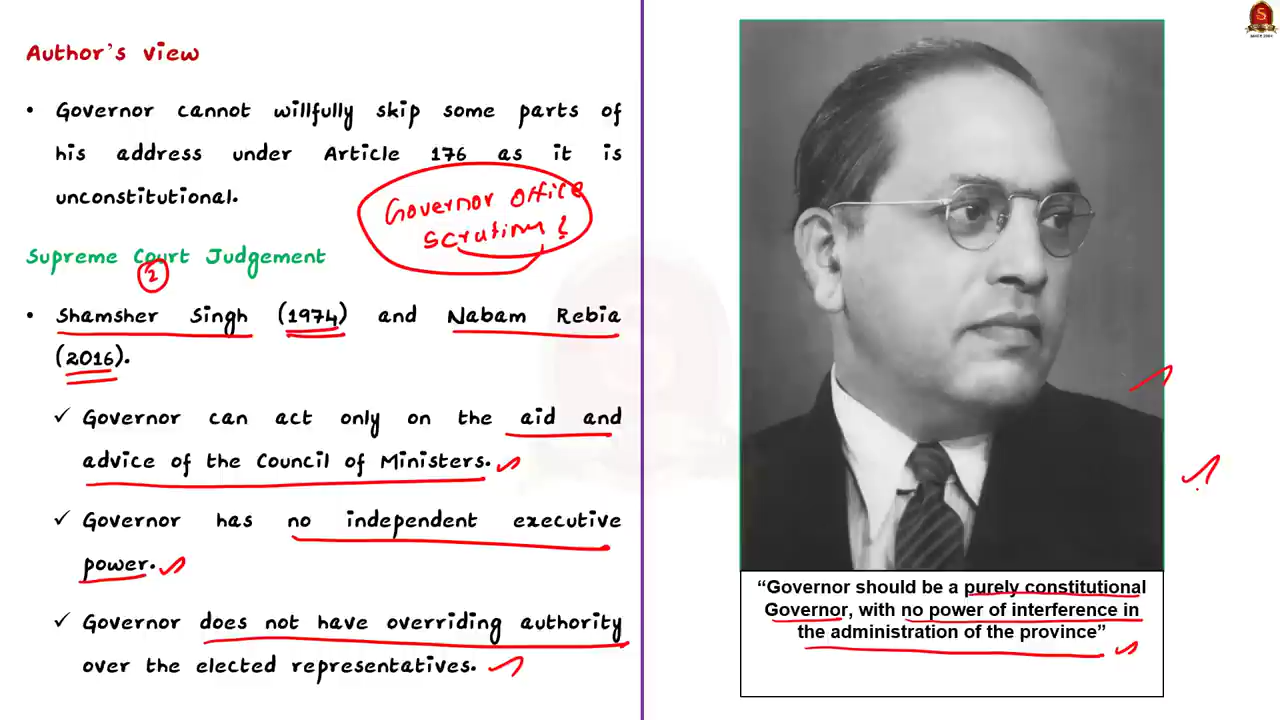 Author's view
• Governor cannot willfully skip some parts of
his address under Article 176 as it is
unconstitutional.
Governor Office
Scrutiny ?
Supreme Court Judgement
2
• Shamsher Singh (1974) and Nabam Rebia
(2016).
✓ Governor can act only on the aid and
advice of the Council of Ministers.
✓ Governor has no independent executive
power.
✓ Governor does not have overriding authority
over the elected representatives.
“Governor should be a purely constitutional
Governor, with no power of interference in
the administration of the province”
S